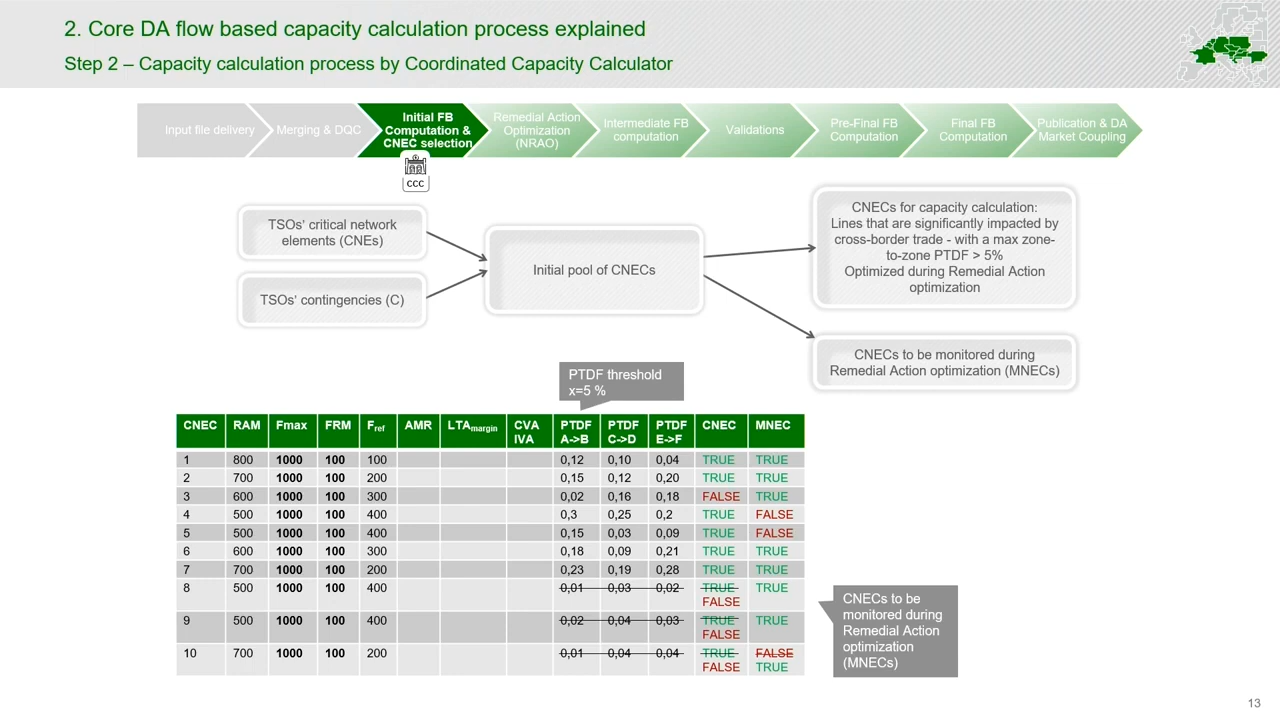 2. Core DA flow based capacity calculation process explained
Step 2 – Capacity calculation process by Coordinated Capacity Calculator
Input file delivery
Merging & DQC
Initial FB
Computation &
CNEC selection
Remedial Action
Optimization
(NRAO)
Intermediate FB
computation
Validations
Pre-Final FB
Computation
Final FB
Computation
Publication & DA
Market Coupling
CCC
TSOs' critical network
elements (CNEs)
TSOs' contingencies (C)
Initial pool of CNECs
CNECs for capacity calculation:
Lines that are significantly impacted by
cross-border trade - with a max zone-
to-zone PTDF > 5%
Optimized during Remedial Action
optimization
CNECs to be monitored during
Remedial Action optimization (MNECs)
PTDF threshold
x=5 %
CNEC RAM Fmax FRM Fref AMR LTAmargin CVA IVA PTDF A->B PTDF C->D PTDF E->F CNEC MNEC
1 800 1000 100 100 0,12 0,10 0,04 TRUE TRUE
2 700 1000 100 200 0,15 0,12 0,20 TRUE TRUE
3 600 1000 100 300 0,02 0,16 0,18 FALSE TRUE
4 500 1000 100 400 0,3 0,25 0,2 TRUE FALSE
5 500 1000 100 400 0,15 0,03 0,09 TRUE FALSE
6 600 1000 100 300 0,18 0,09 0,21 TRUE TRUE
7 700 1000 100 200 0,23 0,19 0,28 TRUE TRUE
8 500 1000 100 400 0,01 0,03 0,02 TRUE TRUE
FALSE
9 500 1000 100 400 0,02 0,04 0,03 TRUE TRUE
FALSE
10 700 1000 100 200 0,01 0,04 0,04 TRUE FALSE
FALSE TRUE
CNECs to be
monitored during
Remedial Action
optimization
(MNECs)
13